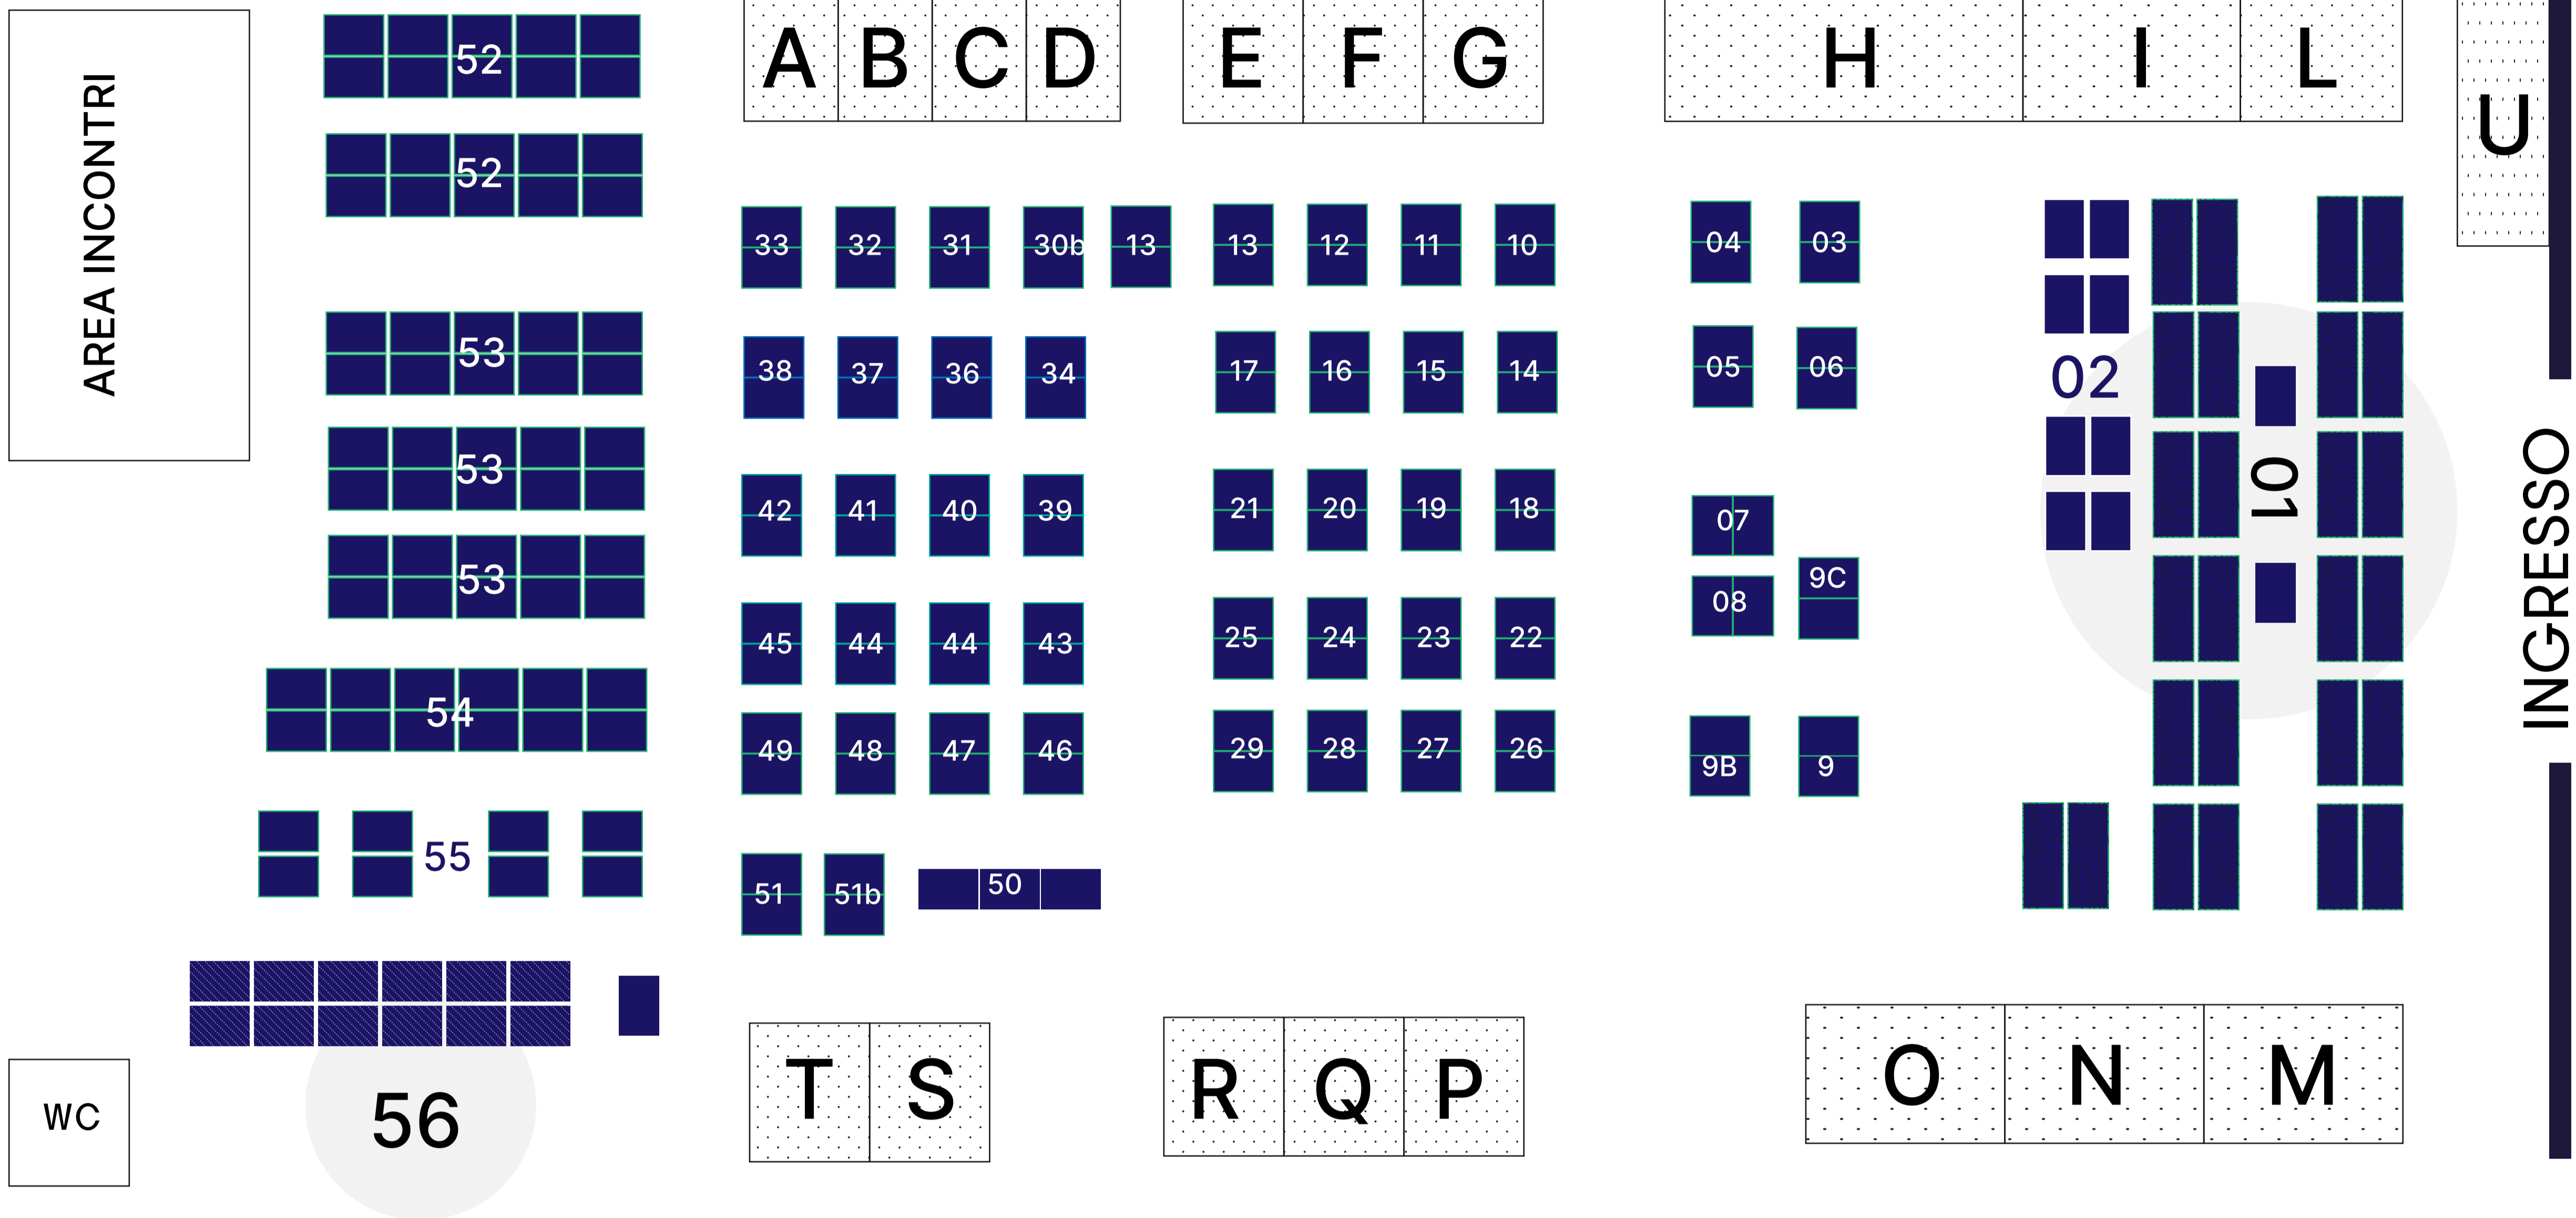 AREA INCONTRI
52
52
53
53
53
54
55
56
WC
A B C D
E F G
H I L
U
33 32 31 30b 13 13 12 11 10
38 37 36 34 17 16 15 14
42 41 40 39 21 20 19 18
45 44 44 43 25 24 23 22
49 48 47 46 29 28 27 26
51 51b 50
04 03
05 06
07
08 9C
9B 9
02
01
INGRESSO
T S
R Q P
O N M